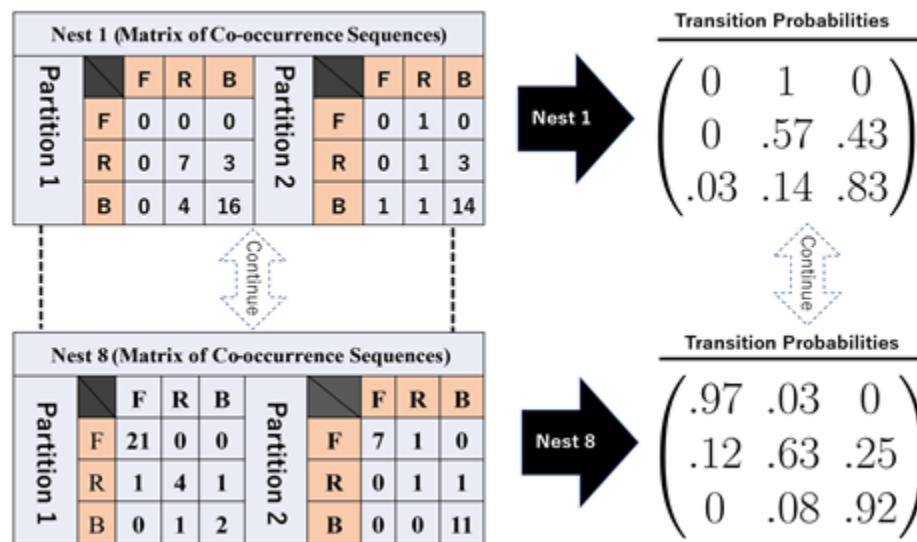 Nest 1 (Matrix of Co-occurrence Sequences)
Partition 1
F R B
F 0 0 0
R 0 7 3
B 0 4 16
Partition 2
F R B
F 0 1 0
R 0 1 3
B 1 1 14
Nest 1
Transition Probabilities
0 1 0
0 .57 .43
.03 .14 .83
Continue
Continue
Nest 8 (Matrix of Co-occurrence Sequences)
Partition 1
F R B
F 21 0 0
R 1 4 1
B 0 1 2
Partition 2
F R B
F 7 1 0
R 0 1 1
B 0 0 11
Nest 8
Transition Probabilities
.97 .03 0
.12 .63 .25
0 .08 .92